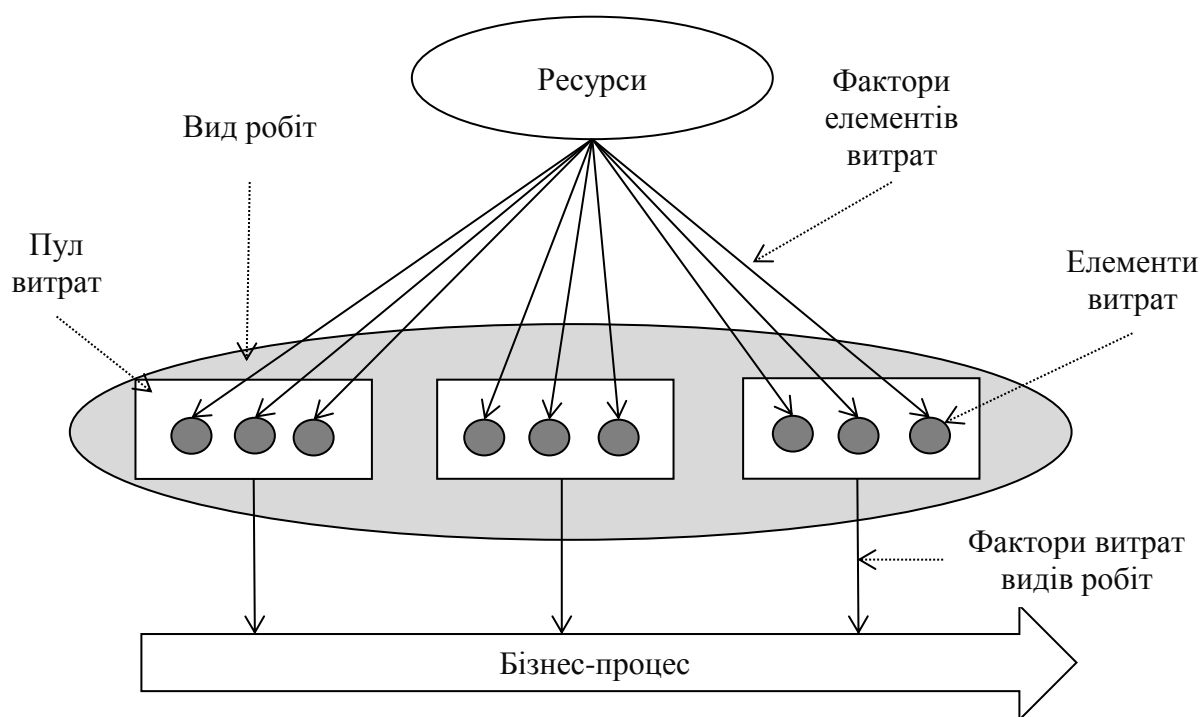 Ресурси
Фактори
елементів
витрат
Вид робіт
Пул
витрат
Елементи
витрат
Фактори витрат
видів робіт
Бізнес-процес